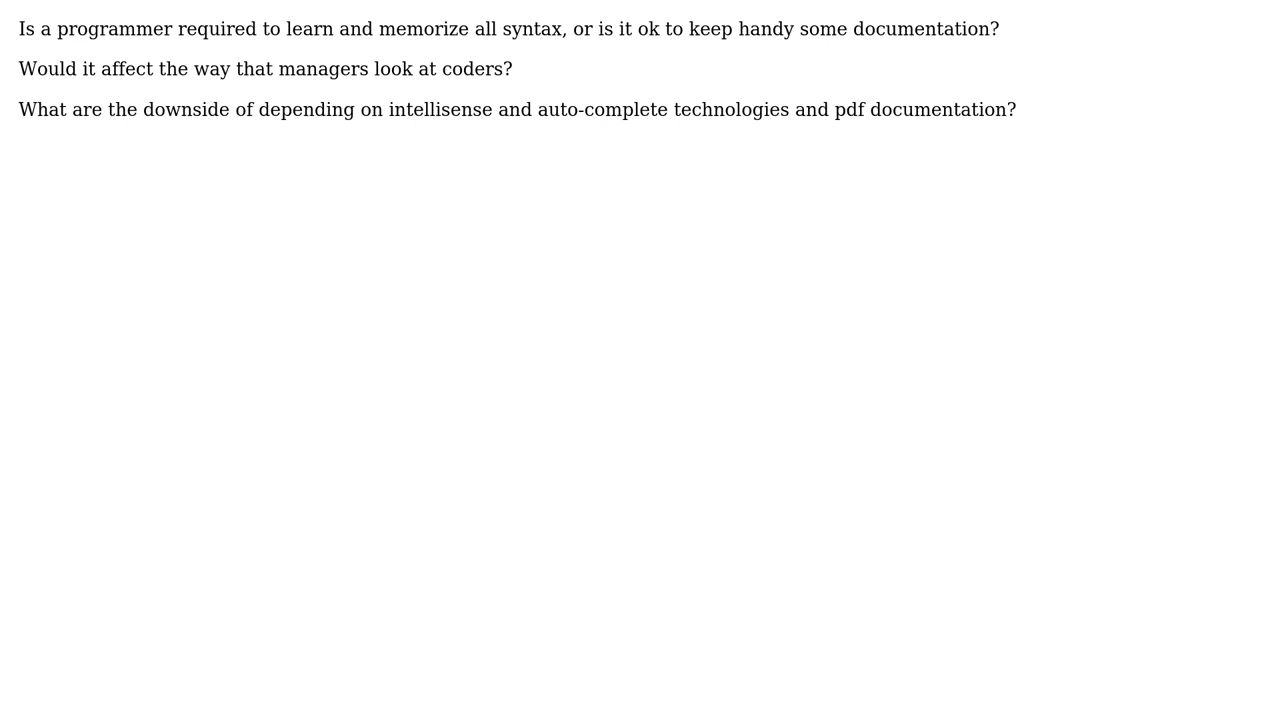 Is a programmer required to learn and memorize all syntax, or is it ok to keep handy some documentation?
Would it affect the way that managers look at coders?
What are the downside of depending on intellisense and auto-complete technologies and pdf documentation?